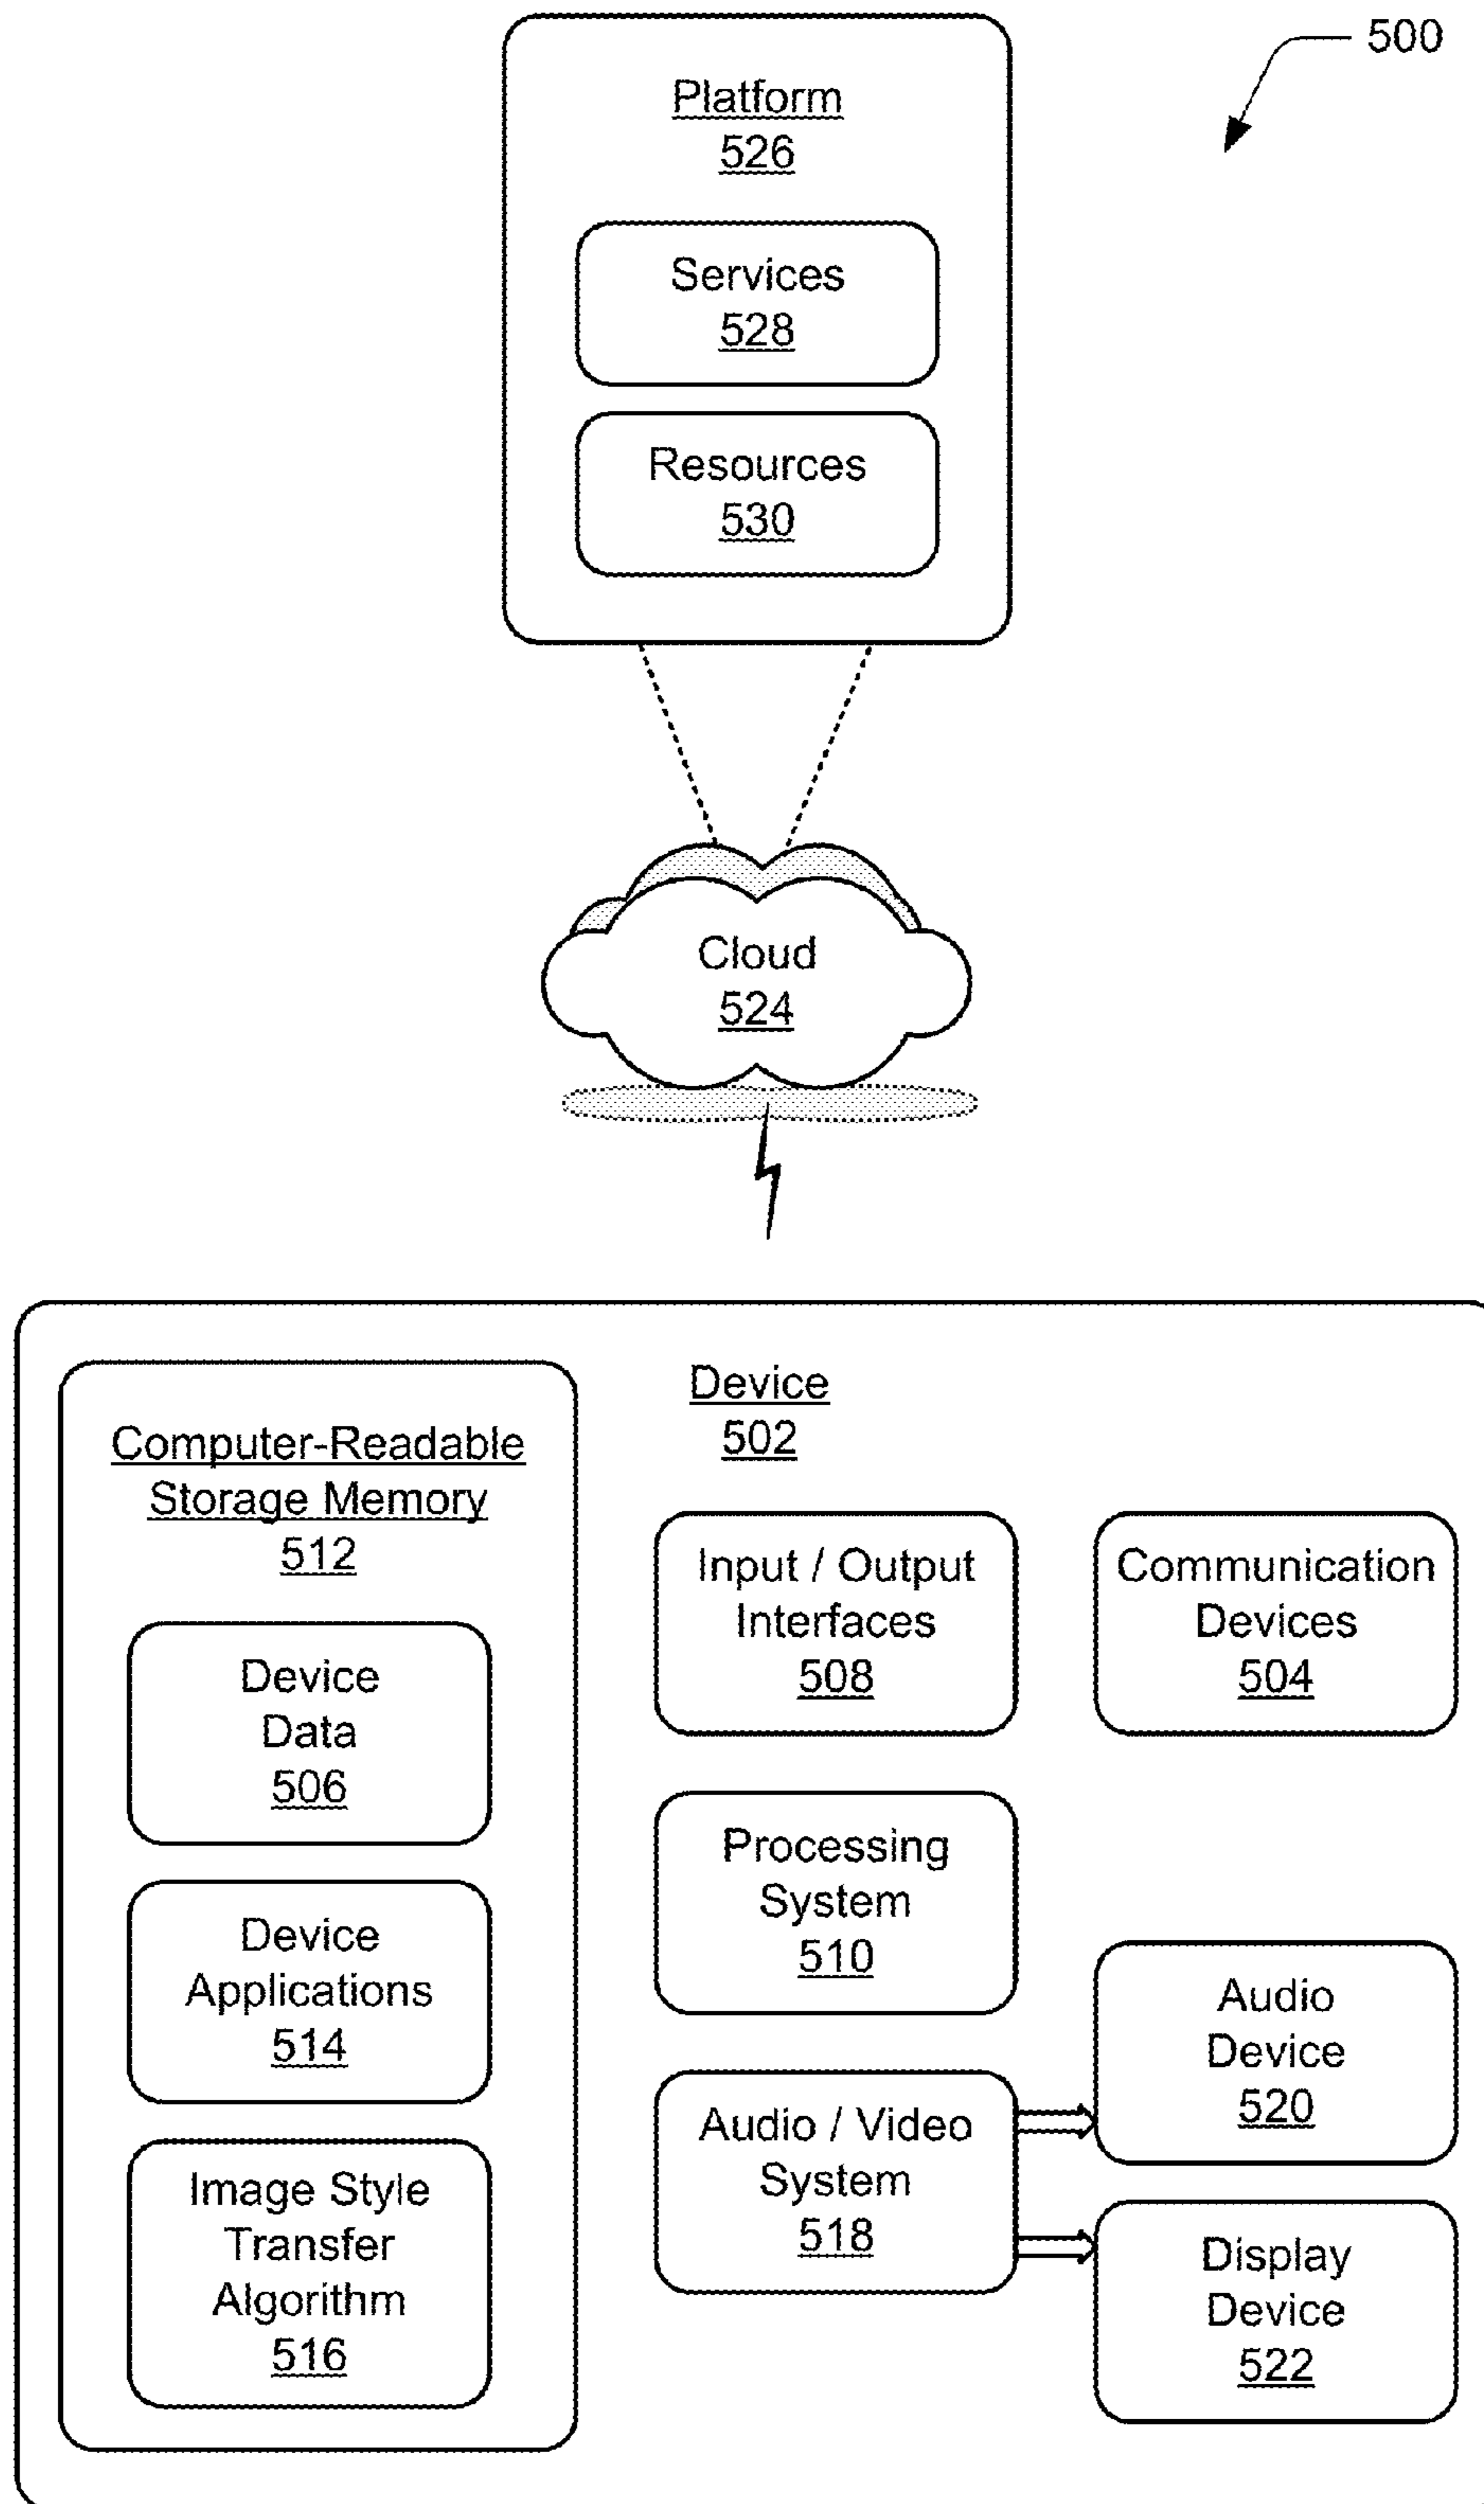 500
Platform
526
Services
528
Resources
530
Cloud
524
Device
502
Computer-Readable
Storage Memory
512
Device
Data
506
Device
Applications
514
Image Style
Transfer
Algorithm
516
Input / Output
Interfaces
508
Communication
Devices
504
Processing
System
510
Audio / Video
System
518
Audio
Device
520
Display
Device
522